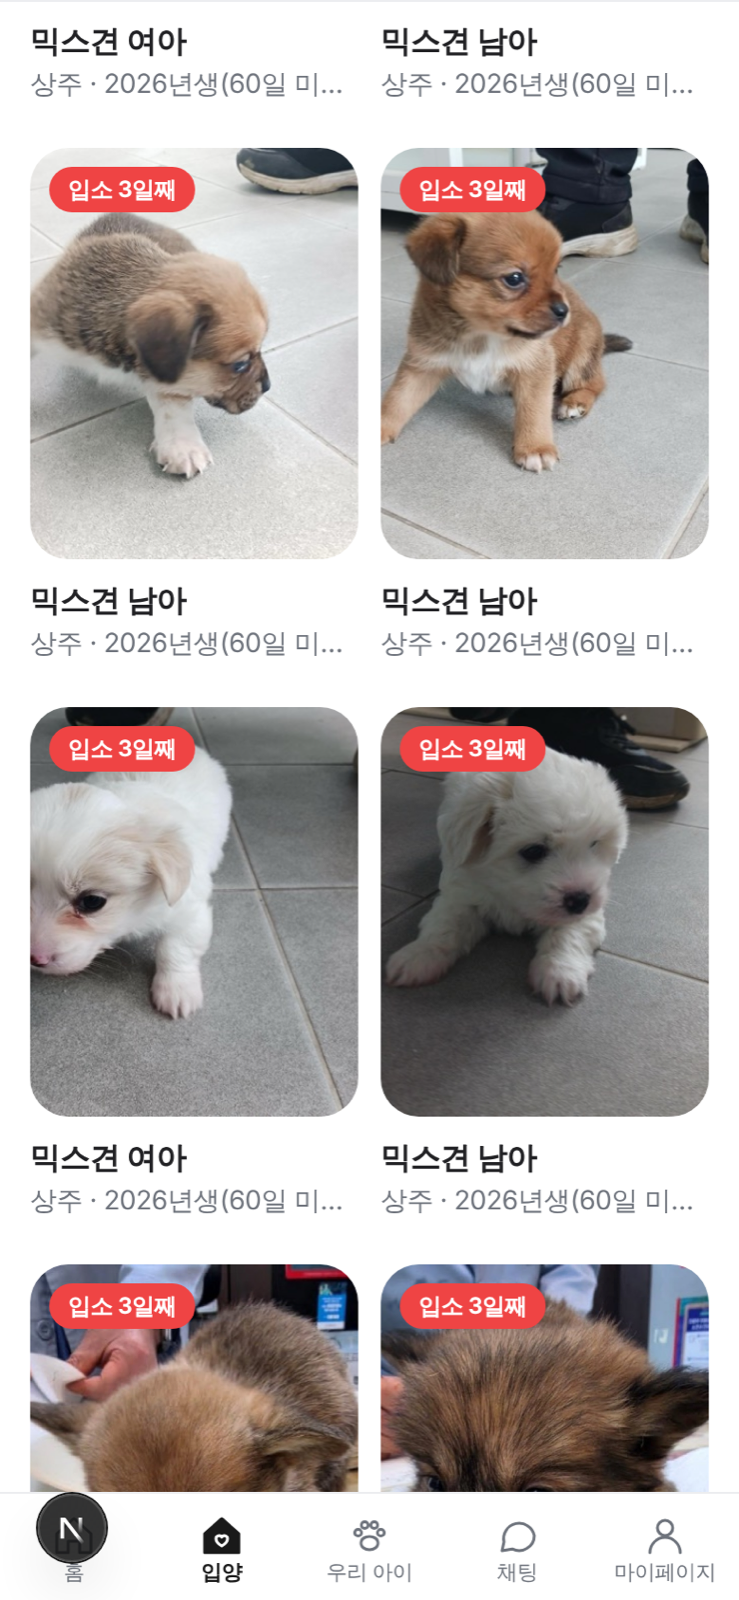 믹스견 여아
믹스견 남아
상주 · 2026년생(60일 미...
상주 · 2026년생(60일 미...
입소 3일째
입소 3일째
믹스견 남아
믹스견 남아
상주 · 2026년생(60일 미...
상주 · 2026년생(60일 미...
입소 3일째
입소 3일째
믹스견 여아
믹스견 남아
상주 · 2026년생(60일 미...
상주 · 2026년생(60일 미...
입소 3일째
입소 3일째
N
홈
입양
우리 아이
채팅
마이페이지